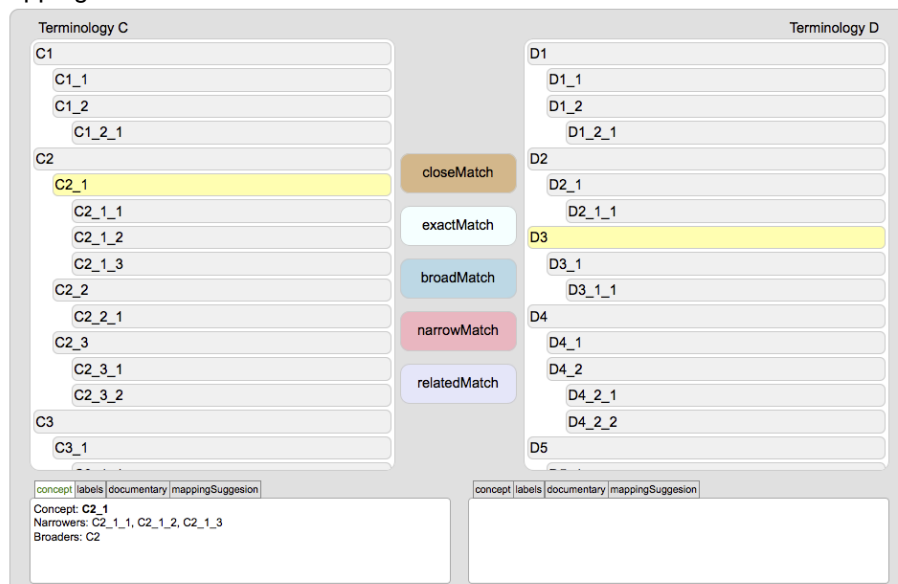 Terminology C
C1
C1_1
C1_2
C1_2_1
C2
C2_1
C2_1_1
C2_1_2
C2_1_3
C2_2
C2_2_1
C2_3
C2_3_1
C2_3_2
C3
C3_1
closeMatch
exactMatch
broadMatch
narrowMatch
relatedMatch
Terminology D
D1
D1_1
D1_2
D1_2_1
D2
D2_1
D2_1_1
D3
D3_1
D3_1_1
D4
D4_1
D4_2
D4_2_1
D4_2_2
D5
concept labels documentary mappingSuggesion
Concept: C2_1
Narrowers: C2_1_1, C2_1_2, C2_1_3
Broaders: C2
concept labels documentary mappingSuggesion